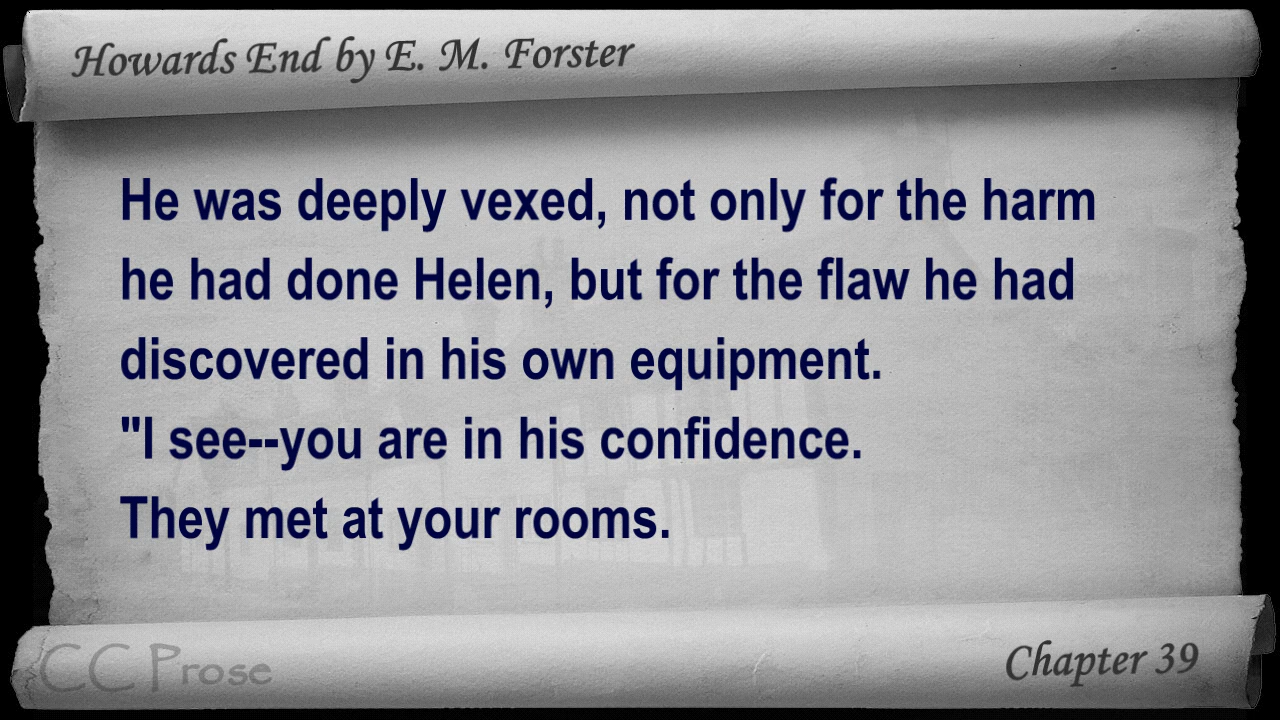 Howards End by E. M. Forster
He was deeply vexed, not only for the harm
he had done Helen, but for the flaw he had
discovered in his own equipment.
"I see--you are in his confidence.
They met at your rooms.
CC Prose
Chapter 39